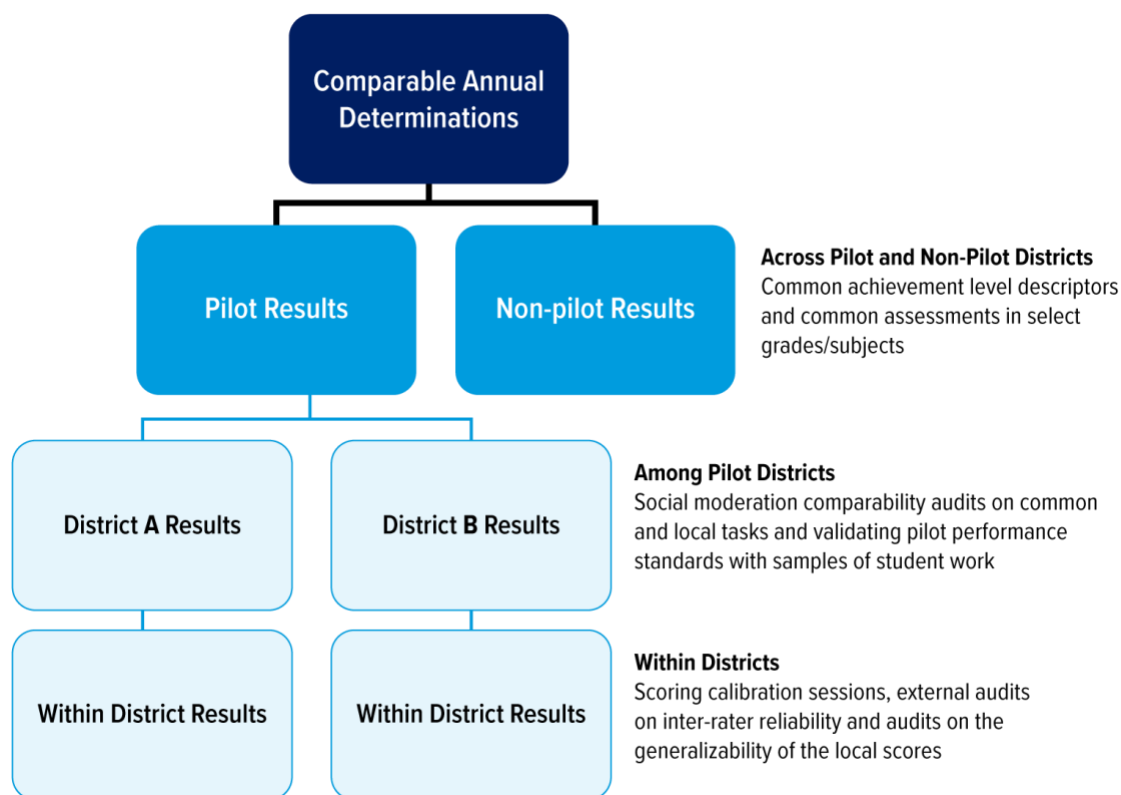 Comparable Annual
Determinations
Pilot Results
Non-pilot Results
Across Pilot and Non-Pilot Districts
Common achievement level descriptors
and common assessments in select
grades/subjects
District A Results
District B Results
Among Pilot Districts
Social moderation comparability audits on common
and local tasks and validating pilot performance
standards with samples of student work
Within District Results
Within District Results
Within Districts
Scoring calibration sessions, external audits
on inter-rater reliability and audits on the
generalizability of the local scores